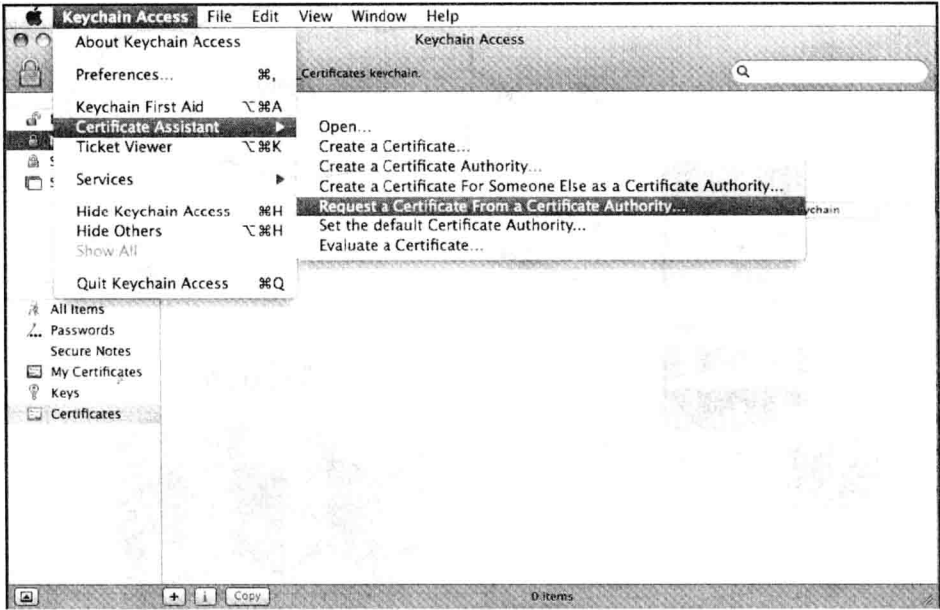 Keychain Access File Edit View Window Help
Keychain Access
About Keychain Access
Preferences... ⌘,
Certificates keychain.
Keychain First Aid ⌥⌘A
Certificate Assistant ▶
Ticket Viewer ⌥⌘K
Services ▶
Hide Keychain Access ⌘H
Hide Others ⌥⌘H
Show All
Quit Keychain Access ⌘Q
Open...
Create a Certificate...
Create a Certificate Authority...
Create a Certificate For Someone Else as a Certificate Authority...
Request a Certificate From a Certificate Authority...
Set the default Certificate Authority...
Evaluate a Certificate...
All Items
Passwords
Secure Notes
My Certificates
Keys
Certificates
+ i Copy
0 items